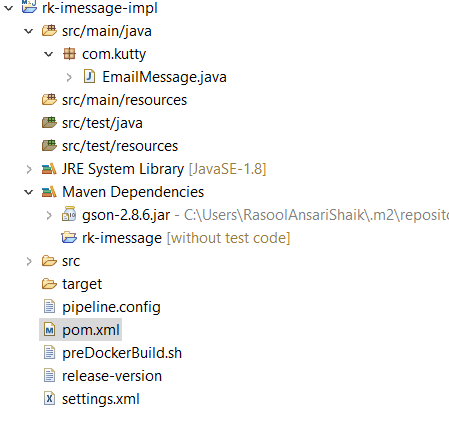 rk-imessage-impl
src/main/java
com.kutty
EmailMessage.java
src/main/resources
src/test/java
src/test/resources
JRE System Library [JavaSE-1.8]
Maven Dependencies
gson-2.8.6.jar - C:\Users\RasoolAnsariShaik\.m2\reposito
rk-imessage [without test code]
src
target
pipeline.config
pom.xml
preDockerBuild.sh
release-version
settings.xml